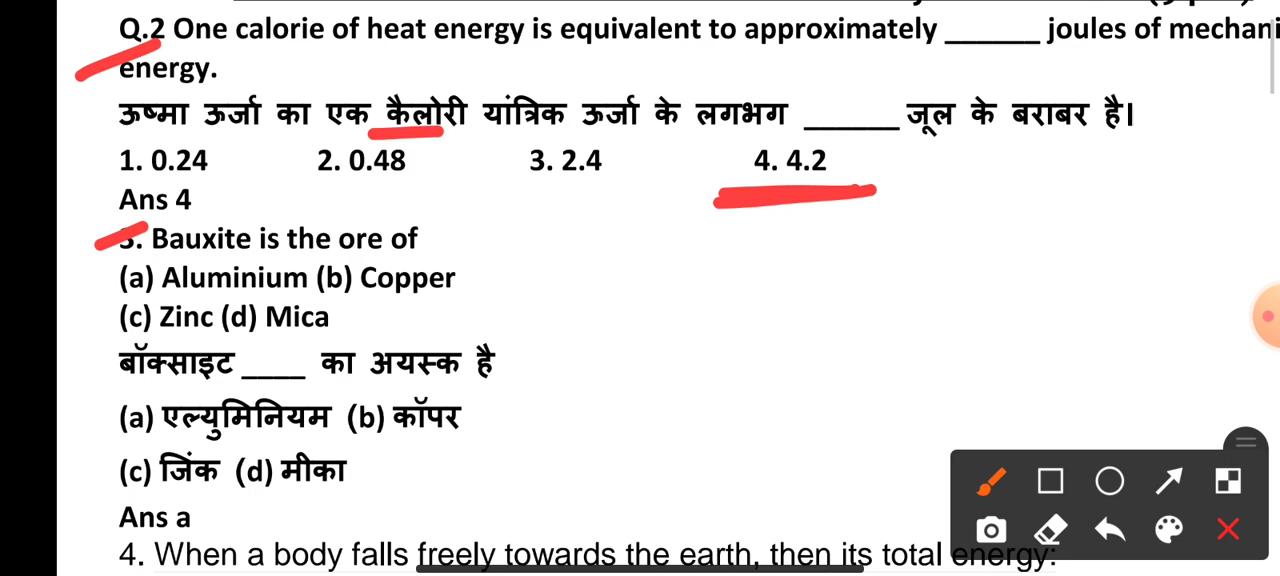 Q.2 One calorie of heat energy is equivalent to approximately ______ joules of mechani
energy.
ऊष्मा ऊर्जा का एक कैलोरी यांत्रिक ऊर्जा के लगभग ______ जूल के बराबर है।
1. 0.24 2. 0.48 3. 2.4 4. 4.2
Ans 4
3. Bauxite is the ore of
(a) Aluminium (b) Copper
(c) Zinc (d) Mica
बॉक्साइट ____ का अयस्क है
(a) एल्युमिनियम (b) कॉपर
(c) जिंक (d) मीका
Ans a
4. When a body falls freely towards the earth, then its total energy: